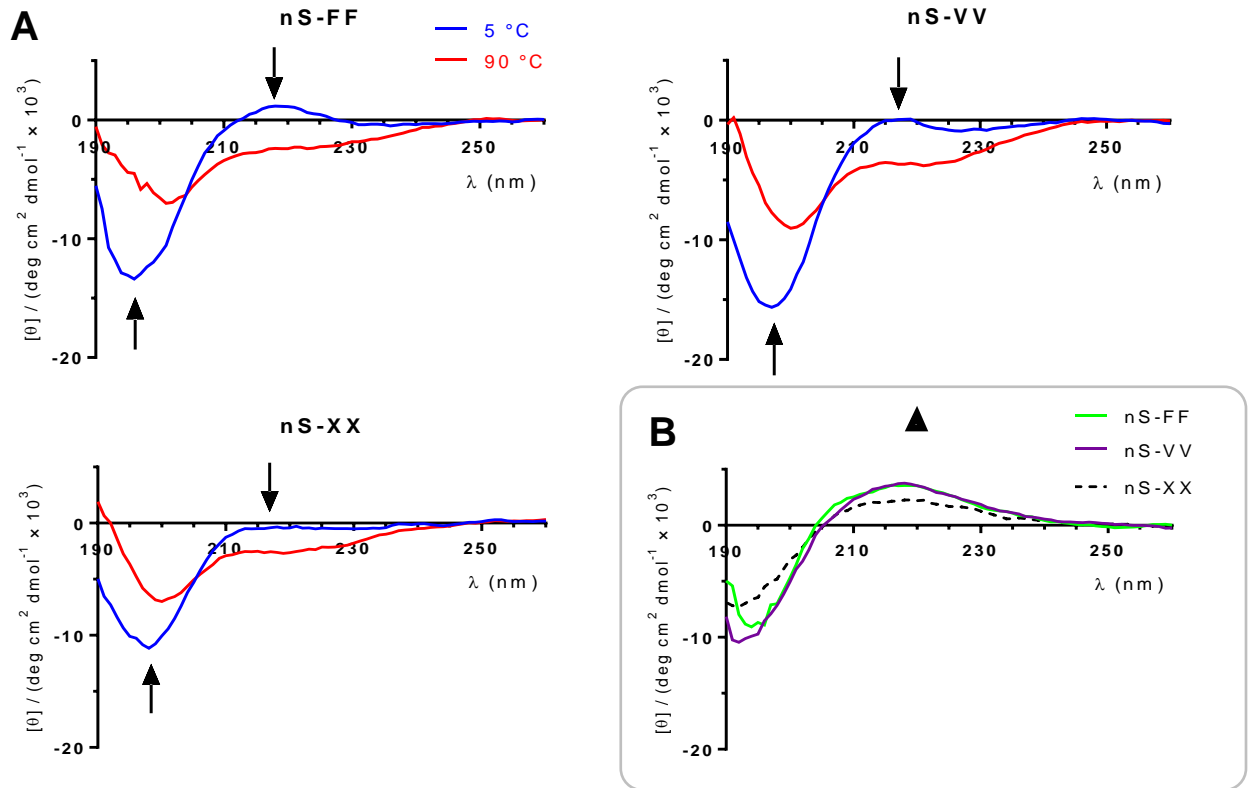 A
nS-FF
5 °C
90 °C
[θ] / (deg cm² dmol⁻¹ × 10³)
0
-10
-20
190
210
230
250
λ (nm)
nS-VV
[θ] / (deg cm² dmol⁻¹ × 10³)
0
-10
-20
190
210
230
250
λ (nm)
nS-XX
[θ] / (deg cm² dmol⁻¹ × 10³)
0
-10
-20
190
210
230
250
λ (nm)
B
nS-FF
nS-VV
nS-XX
[θ] / (deg cm² dmol⁻¹ × 10³)
0
-10
-20
190
210
230
250
λ (nm)